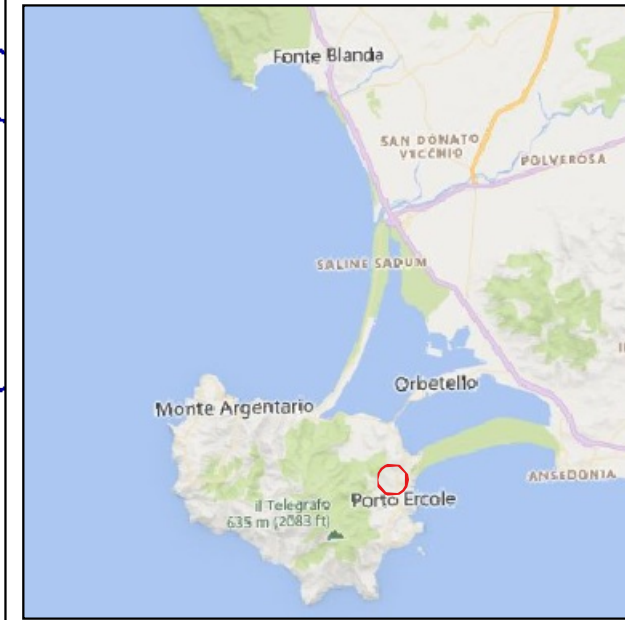 Fonte Blanda
SAN DONATO
VECCHIO
POLVEROSA
SALINE SADUM
Orbetello
Monte Argentario
ANSEDONIA
Porto Ercole
il Telegrafo
635 m (2083 ft)